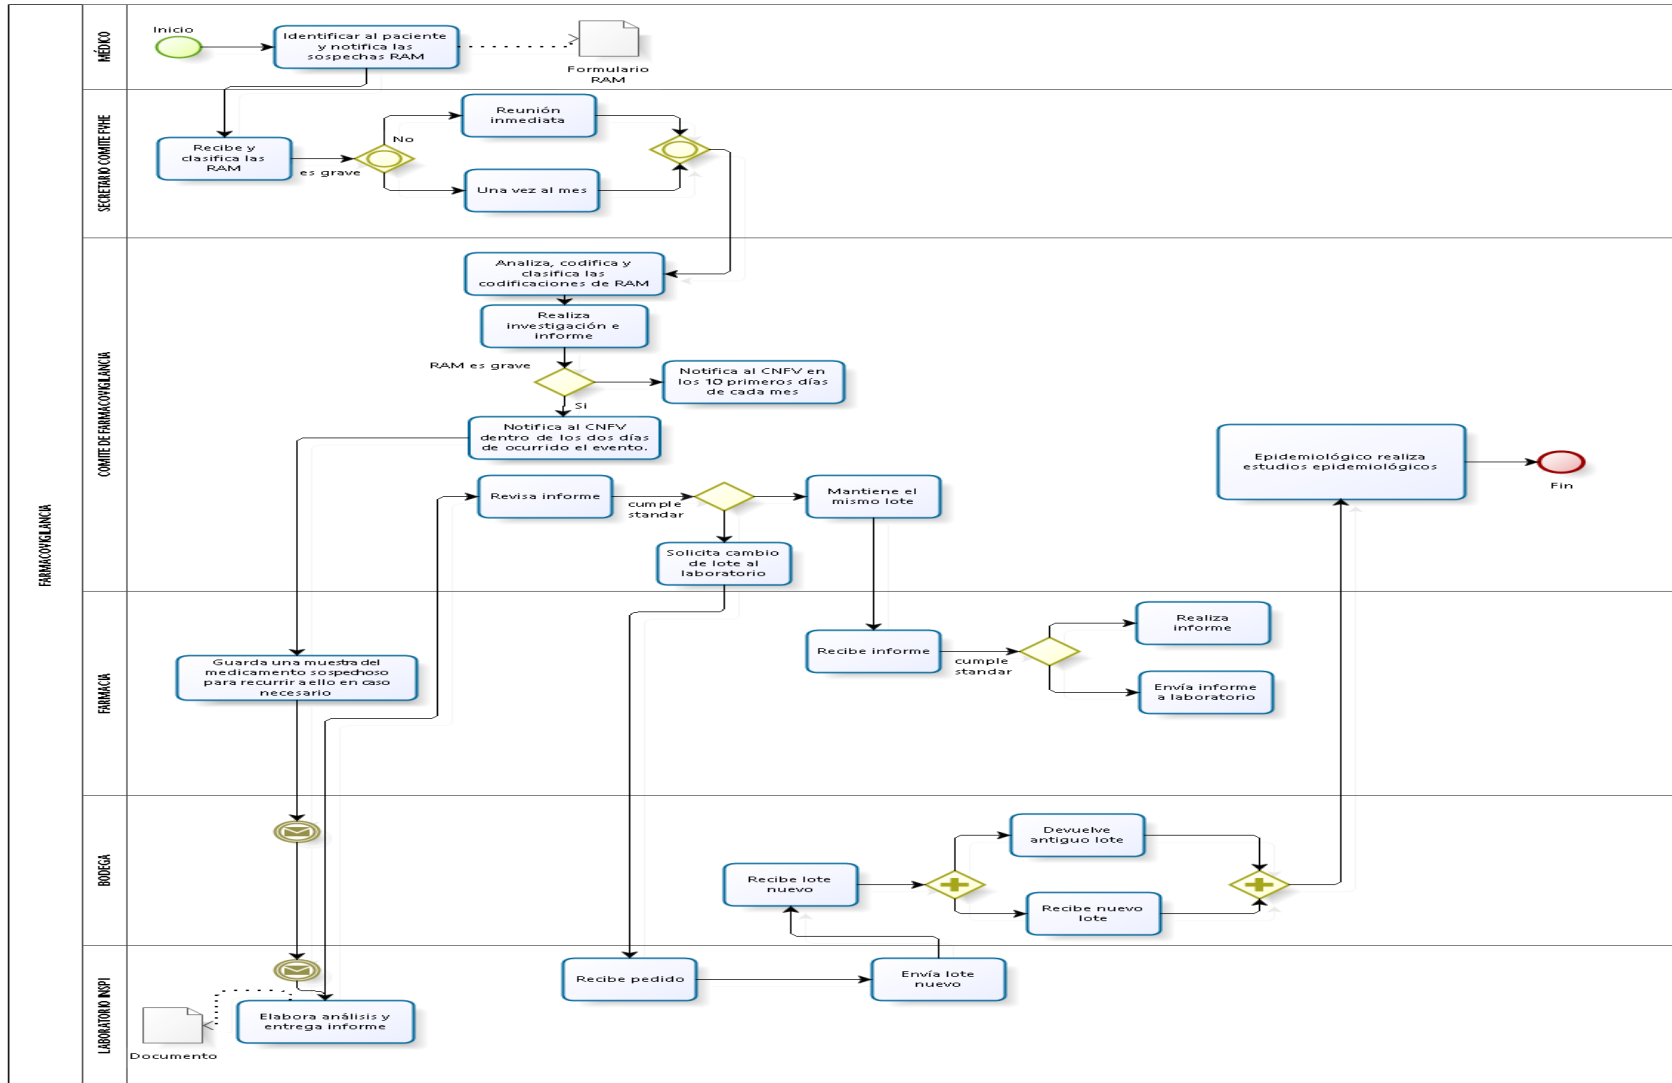 FARMACOVIGILANCIA
MÉDICO
Inicio
Identificar al paciente
y notifica las
sospechas RAM
Formulario
RAM
SECRETARIO COMITE FVHE
Recibe y
clasifica las
RAM
es grave
No
Reunión
inmediata
Una vez al mes
COMITE DE FARMACOVIGILANCIA
Analiza, codifica y
clasifica las
codificaciones de RAM
Realiza
investigación e
informe
RAM es grave
Si
Notifica al CNFV en
los 10 primeros días
de cada mes
Notifica al CNFV
dentro de los dos días
de ocurrido el evento.
Revisa informe
cumple
standar
Mantiene el
mismo lote
Solicita cambio
de lote al
laboratorio
Epidemiológico realiza
estudios epidemiológicos
Fin
FARMACIA
Guarda una muestra del
medicamento sospechoso
para recurrir a ello en caso
necesario
Recibe informe
cumple
standar
Realiza
informe
Envía informe
a laboratorio
BODEGA
Recibe lote
nuevo
Devuelve
antiguo lote
Recibe nuevo
lote
LABORATORIO INSPI
Documento
Elabora análisis y
entrega informe
Recibe pedido
Envía lote
nuevo